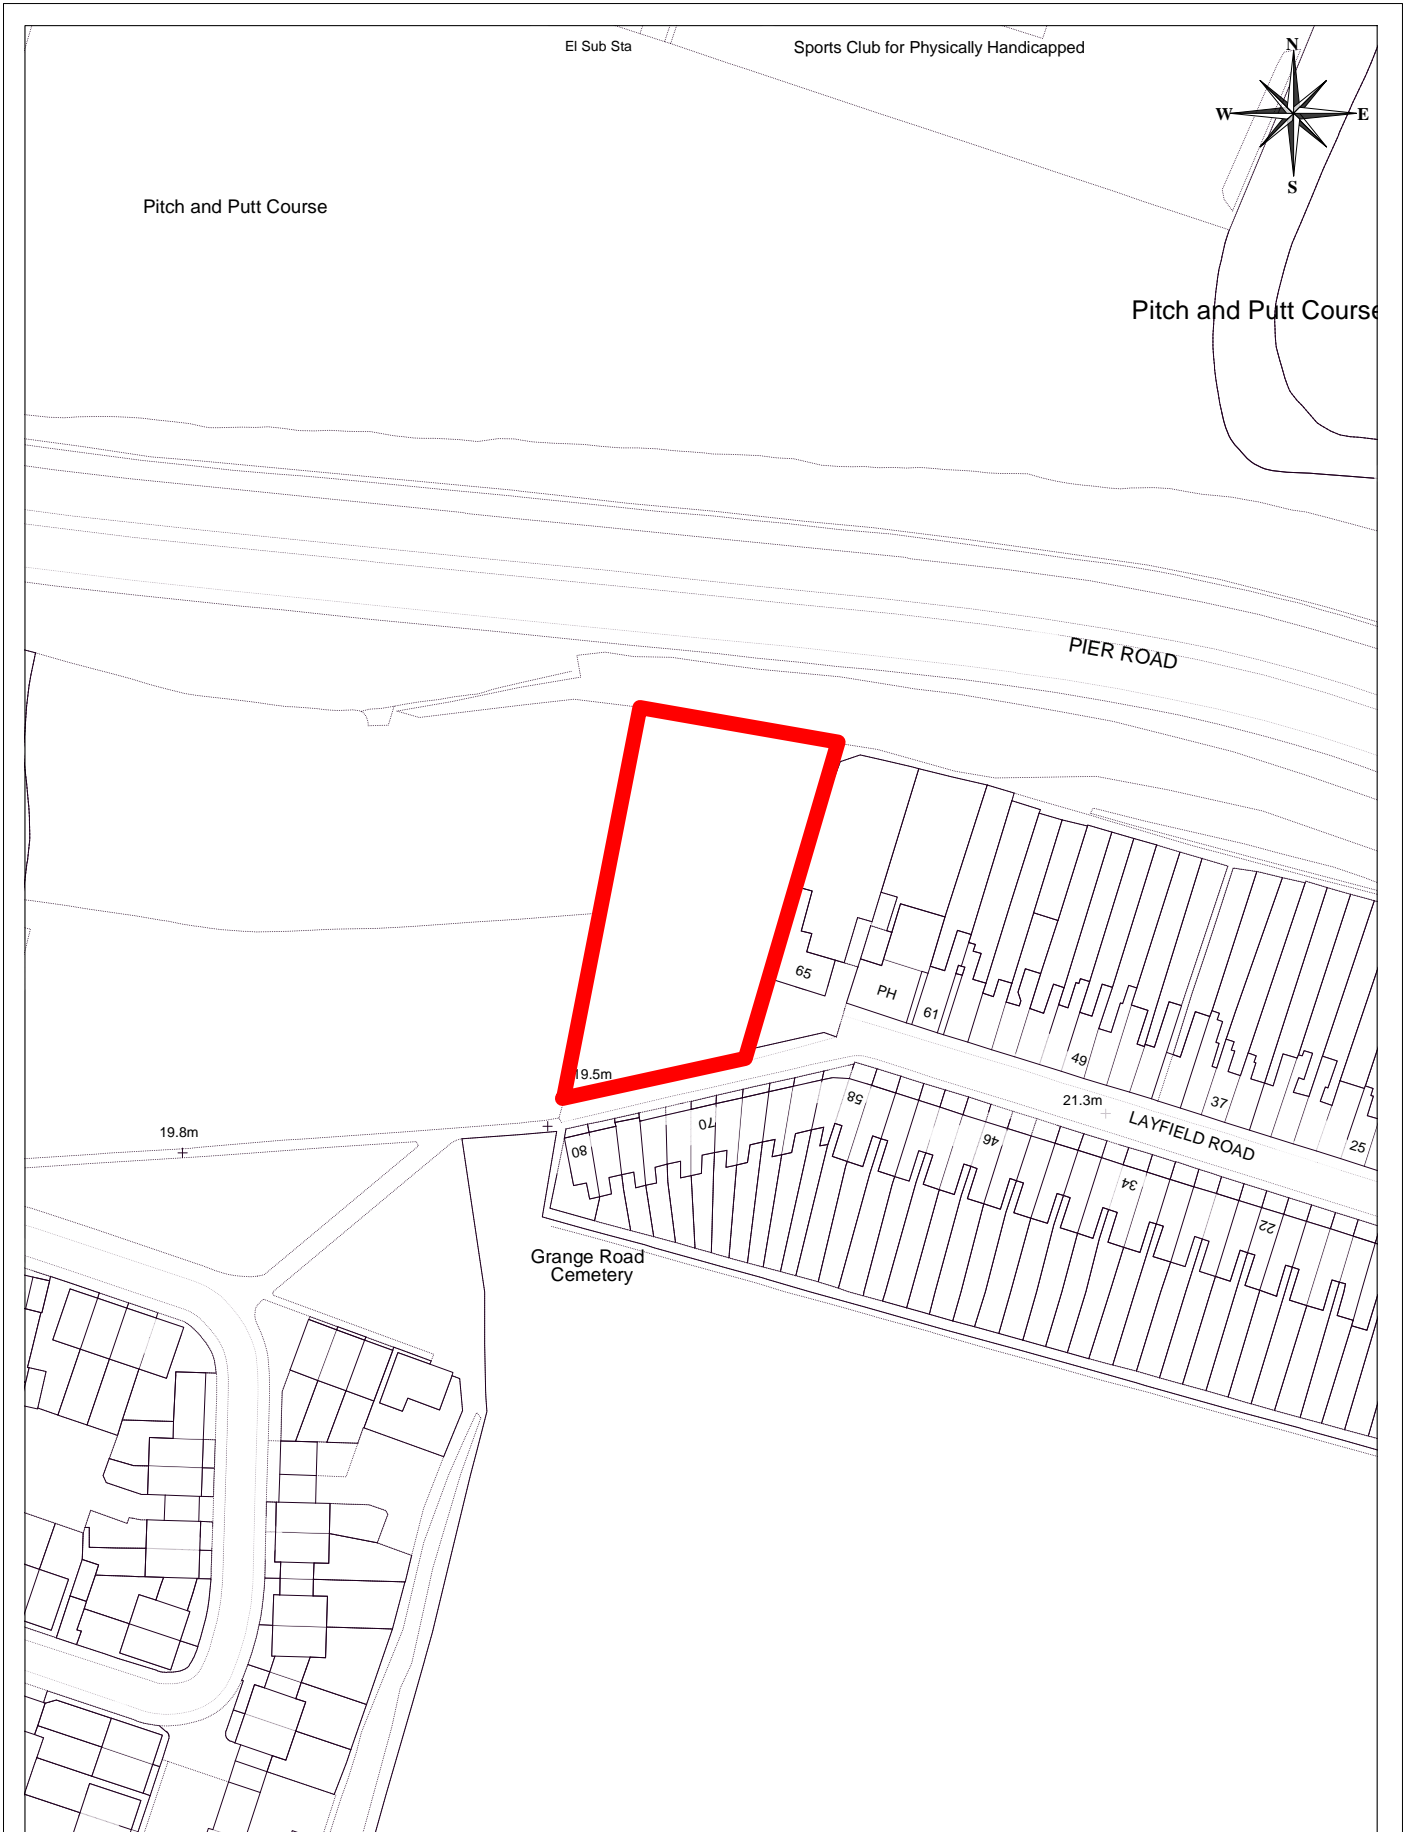 El Sub Sta
Sports Club for Physically Handicapped
N
W
E
S
Pitch and Putt Course
Pitch and Putt Course
PIER ROAD
65
PH
61
49
37
25
19.5m
19.8m
21.3m
LAYFIELD ROAD
80
70
58
46
34
22
Grange Road
Cemetery